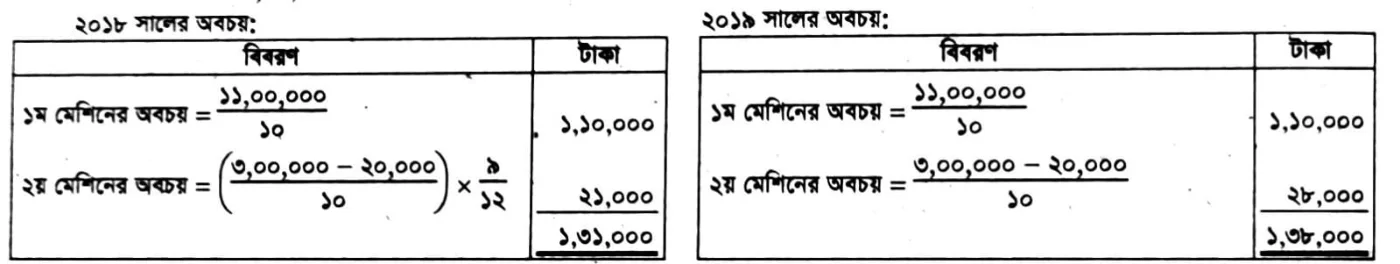 ২০১৮ সালের অবচয়:
বিবরণ টাকা
১ম মেশিনের অবচয় = ১১,০০,০০০ / ১০ ১,১০,০০০
২য় মেশিনের অবচয় = (৩,০০,০০০ − ২০,০০০ / ১০) × ৯ / ১২ ২১,০০০
১,৩১,০০০
২০১৯ সালের অবচয়:
বিবরণ টাকা
১ম মেশিনের অবচয় = ১১,০০,০০০ / ১০ ১,১০,০০০
২য় মেশিনের অবচয় = ৩,০০,০০০ − ২০,০০০ / ১০ ২৮,০০০
১,৩৮,০০০